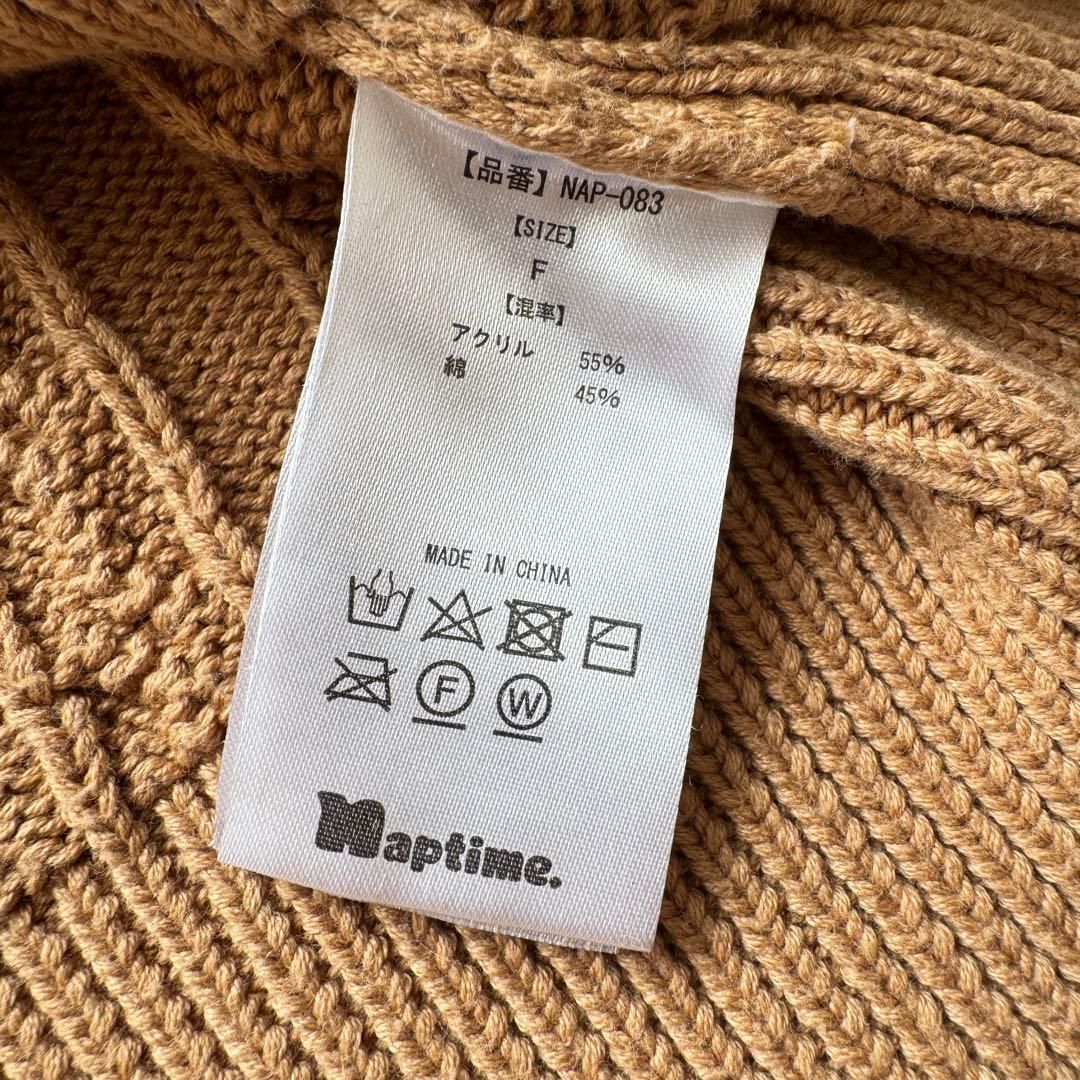 【品番】NAP-083
【SIZE】
F
【混率】
アクリル 55%
綿 45%
MADE IN CHINA
F W
Naptime.